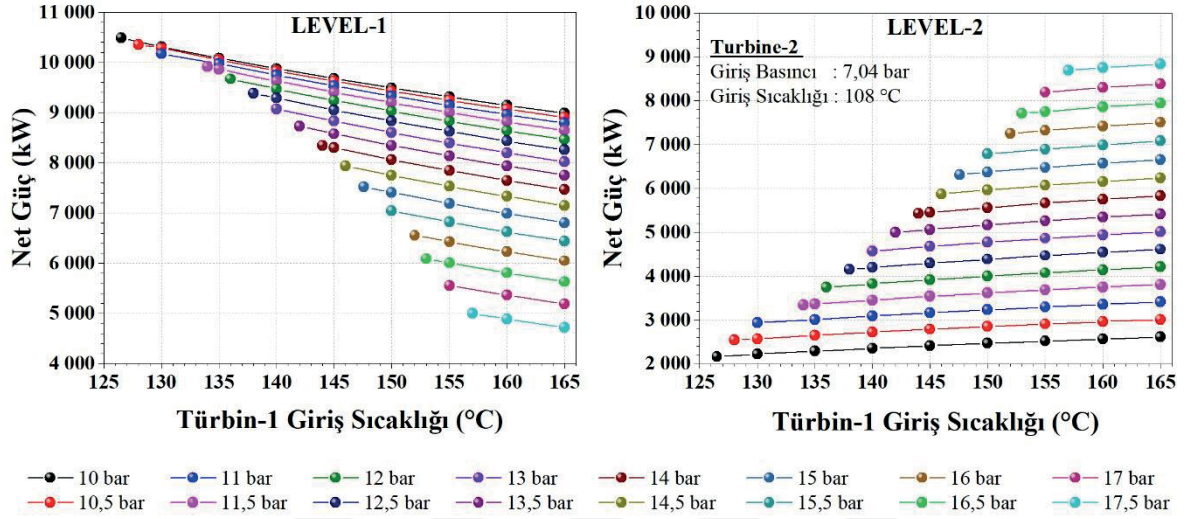 LEVEL-1
11 000
10 000
9 000
8 000
7 000
6 000
5 000
4 000
Net Güç (kW)
125 130 135 140 145 150 155 160 165
Türbin-1 Giriş Sıcaklığı (°C)
LEVEL-2
Turbine-2
Giriş Basıncı : 7,04 bar
Giriş Sıcaklığı : 108 °C
10 000
9 000
8 000
7 000
6 000
5 000
4 000
3 000
2 000
Net Güç (kW)
125 130 135 140 145 150 155 160 165
Türbin-1 Giriş Sıcaklığı (°C)
10 bar 11 bar 12 bar 13 bar 14 bar 15 bar 16 bar 17 bar
10,5 bar 11,5 bar 12,5 bar 13,5 bar 14,5 bar 15,5 bar 16,5 bar 17,5 bar